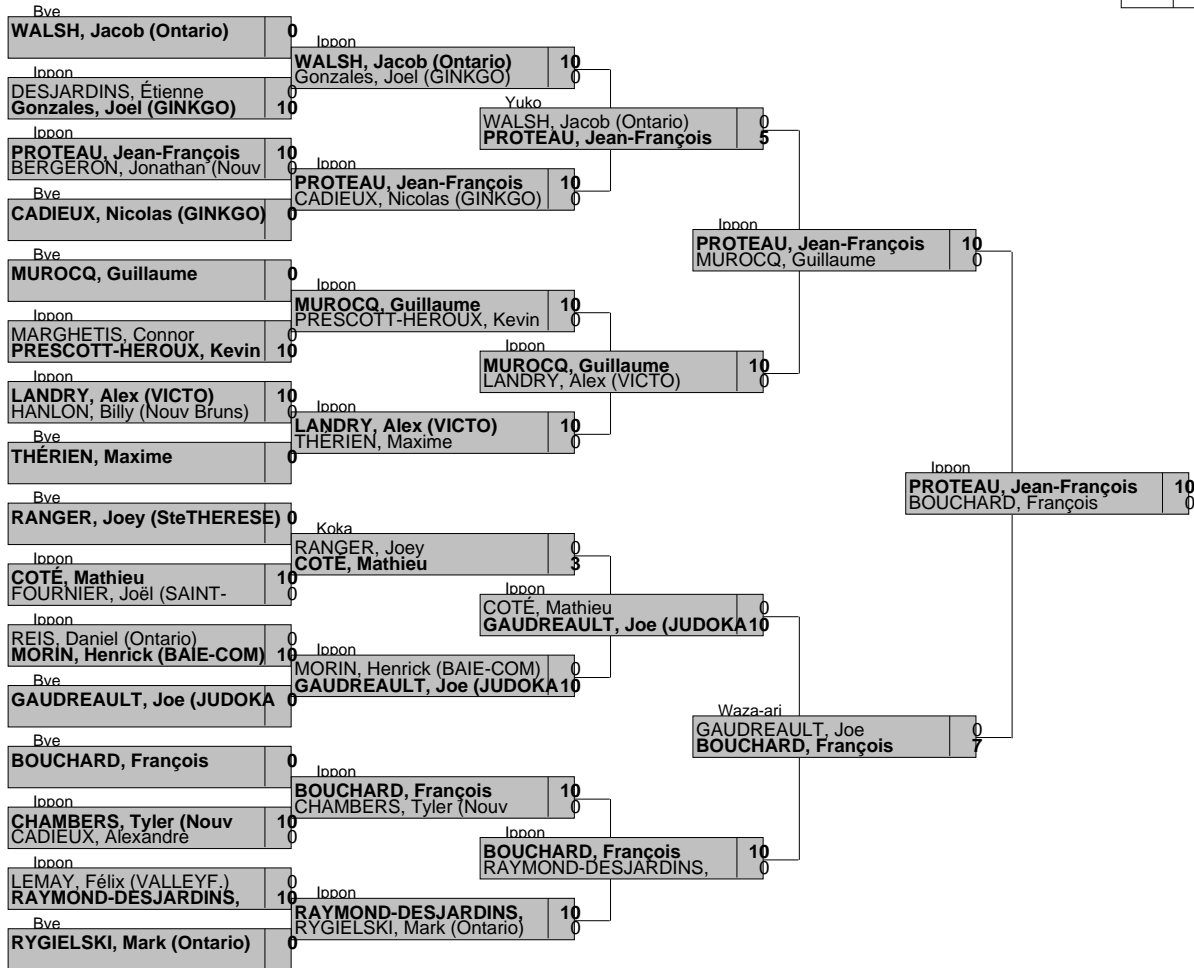 Bye
WALSH, Jacob (Ontario) 0
Ippon
DESJARDINS, Étienne 0
Gonzales, Joel (GINKGO) 10
Ippon
PROTEAU, Jean-François 10
BERGERON, Jonathan (Nouv 0
Bye
CADIEUX, Nicolas (GINKGO) 0
Bye
MUROCQ, Guillaume 0
Ippon
MARGHETIS, Connor 0
PRESCOTT-HEROUX, Kevin 10
Ippon
LANDRY, Alex (VICTO) 10
HANLON, Billy (Nouv Bruns) 0
Bye
THÉRIEN, Maxime 0
Bye
RANGER, Joey (SteTHERESE) 0
Ippon
COTÉ, Mathieu 10
FOURNIER, Joël (SAINT- 0
Ippon
REIS, Daniel (Ontario) 0
MORIN, Henrick (BAIE-COM) 10
Bye
GAUDREAULT, Joe (JUDOKA 0
Bye
BOUCHARD, François 0
Ippon
CHAMBERS, Tyler (Nouv 10
CADIEUX, Alexandre 0
Ippon
LEMAY, Félix (VALLEYF.) 0
RAYMOND-DESJARDINS, 10
Bye
RYGIELSKI, Mark (Ontario) 0
Ippon
WALSH, Jacob (Ontario) 10
Gonzales, Joel (GINKGO) 0
Ippon
PROTEAU, Jean-François 10
CADIEUX, Nicolas (GINKGO) 0
Ippon
MUROCQ, Guillaume 10
PRESCOTT-HEROUX, Kevin 0
Ippon
LANDRY, Alex (VICTO) 10
THÉRIEN, Maxime 0
Koka
RANGER, Joey 0
COTÉ, Mathieu 3
Ippon
MORIN, Henrick (BAIE-COM) 0
GAUDREAULT, Joe (JUDOKA 10
Ippon
BOUCHARD, François 10
CHAMBERS, Tyler (Nouv 0
Ippon
RAYMOND-DESJARDINS, 10
RYGIELSKI, Mark (Ontario) 0
Yuko
WALSH, Jacob (Ontario) 0
PROTEAU, Jean-François 5
Ippon
MUROCQ, Guillaume 10
LANDRY, Alex (VICTO) 0
Ippon
COTÉ, Mathieu 0
GAUDREAULT, Joe (JUDOKA 10
Ippon
BOUCHARD, François 10
RAYMOND-DESJARDINS, 0
Ippon
PROTEAU, Jean-François 10
MUROCQ, Guillaume 0
Waza-ari
GAUDREAULT, Joe 0
BOUCHARD, François 7
Ippon
PROTEAU, Jean-François 10
BOUCHARD, François 0